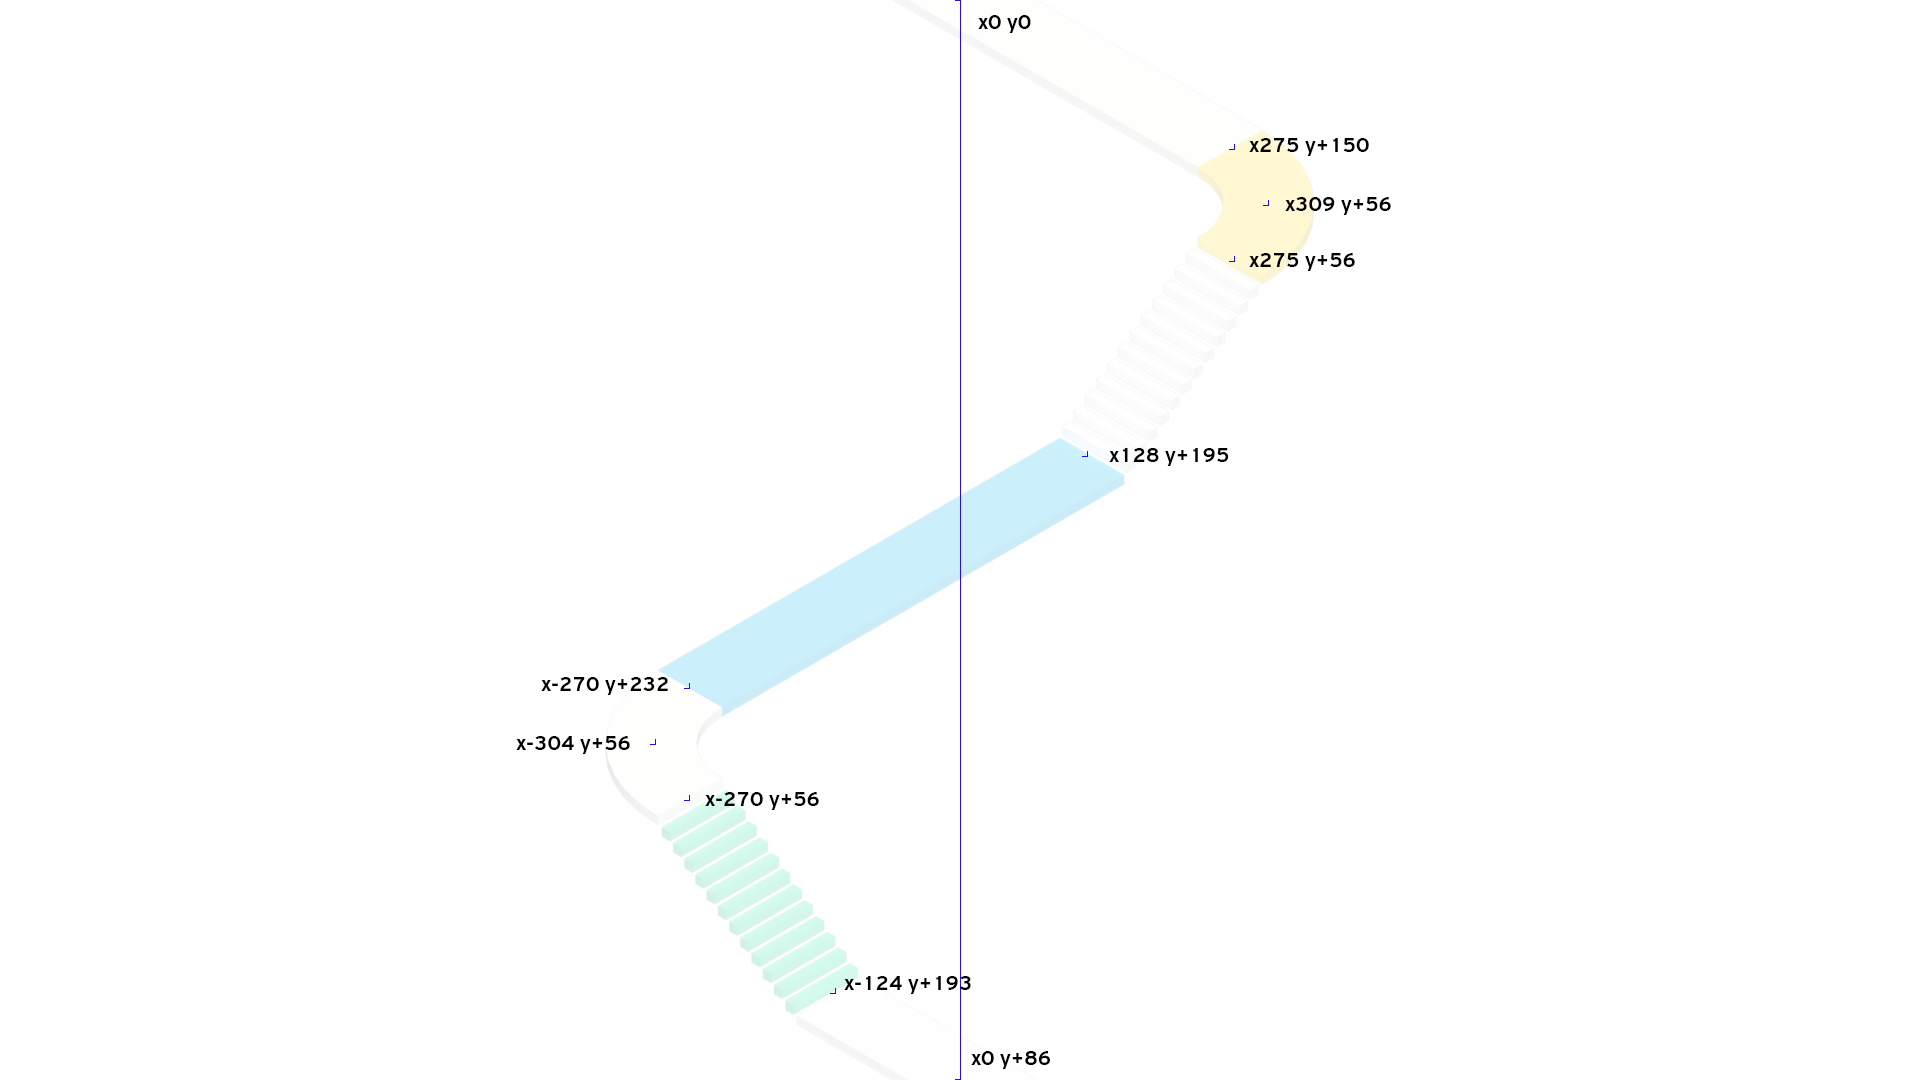 x0 y0
x275 y+150
x309 y+56
x275 y+56
x128 y+195
x-270 y+232
x-304 y+56
x-270 y+56
x-124 y+193
x0 y+86